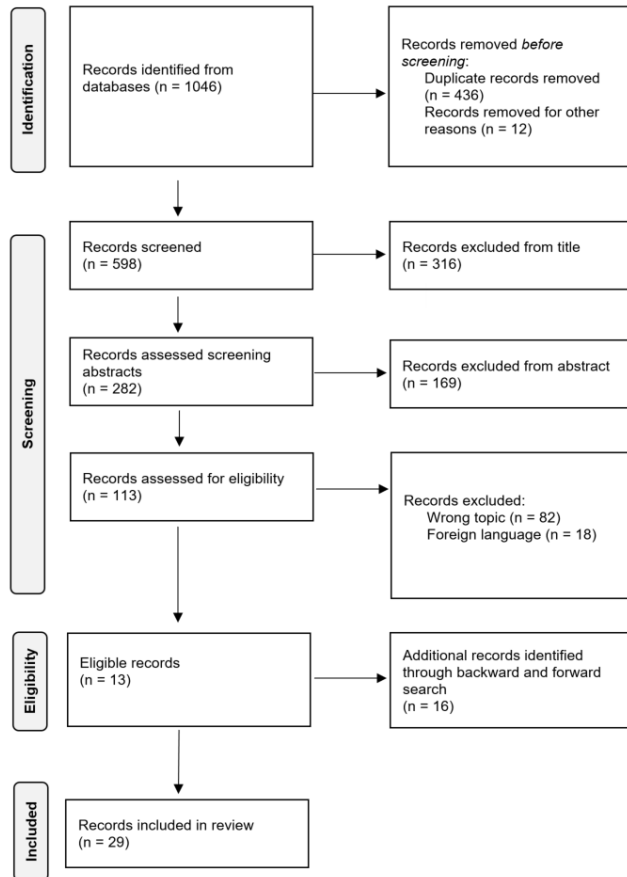 Identification
Records identified from
databases (n = 1046)
Records removed before
screening:
Duplicate records removed
(n = 436)
Records removed for other
reasons (n = 12)
Screening
Records screened
(n = 598)
Records excluded from title
(n = 316)
Records assessed screening
abstracts
(n = 282)
Records excluded from abstract
(n = 169)
Records assessed for eligibility
(n = 113)
Records excluded:
Wrong topic (n = 82)
Foreign language (n = 18)
Eligibility
Eligible records
(n = 13)
Additional records identified
through backward and forward
search
(n = 16)
Included
Records included in review
(n = 29)